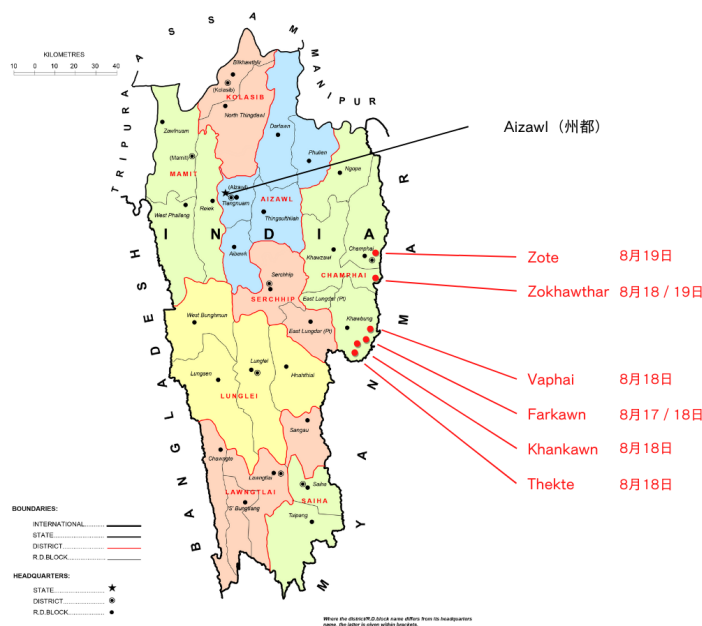 KILOMETRES
10 0 10 20 30 40
ASSAM
MANIPUR
TRIPURA
Bilkhawthlir
(Kolasib)
KOLASIB
North Thingdawl
Zawlnuam
Darlawn
Phullen
(Mamit)
MAMIT
Ngopa
Aizawl（州都）
(Aizawl)
Tlangnuam
AIZAWL
Reiek
West Phaileng
Thingsulthliah
INDIA
Aibawk
Khawzawl
Champhai
CHAMPHAI
Zote 8月19日
Zokhawthar 8月18 / 19日
Serchhip
SERCHHIP
East Lungdar (Pt)
West Bunghmun
East Lungdar (Pt)
Khawbung
Vaphai 8月18日
Farkawn 8月17 / 18日
Khankawn 8月18日
Thekte 8月18日
Lunglei
Hnahthial
Lungsen
LUNGLEI
Sangau
Chawngte
Lawngtlai
LAWNGTLAI
Saiha
SAIHA
'S' Bungtlang
Tuipang
BANGLADESH
MYANMAR
BOUNDARIES:
INTERNATIONAL
STATE
DISTRICT
R.D.BLOCK
HEADQUARTERS:
STATE
DISTRICT
R.D.BLOCK
Where the district/R.D.block name differs from its headquarters
name, the latter is given within brackets.